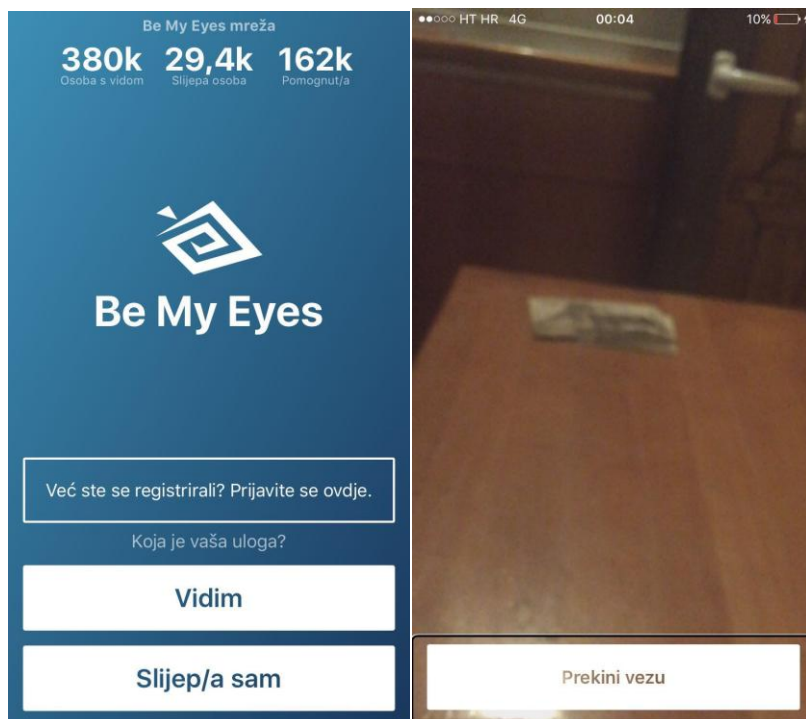 Be My Eyes mreža
380k 29,4k 162k
Osoba s vidom Slijepa osoba Pomognut/a
Be My Eyes
Već ste se registrirali? Prijavite se ovdje.
Koja je vaša uloga?
Vidim
Slijep/a sam
HT HR 4G 00:04 10%
Prekini vezu